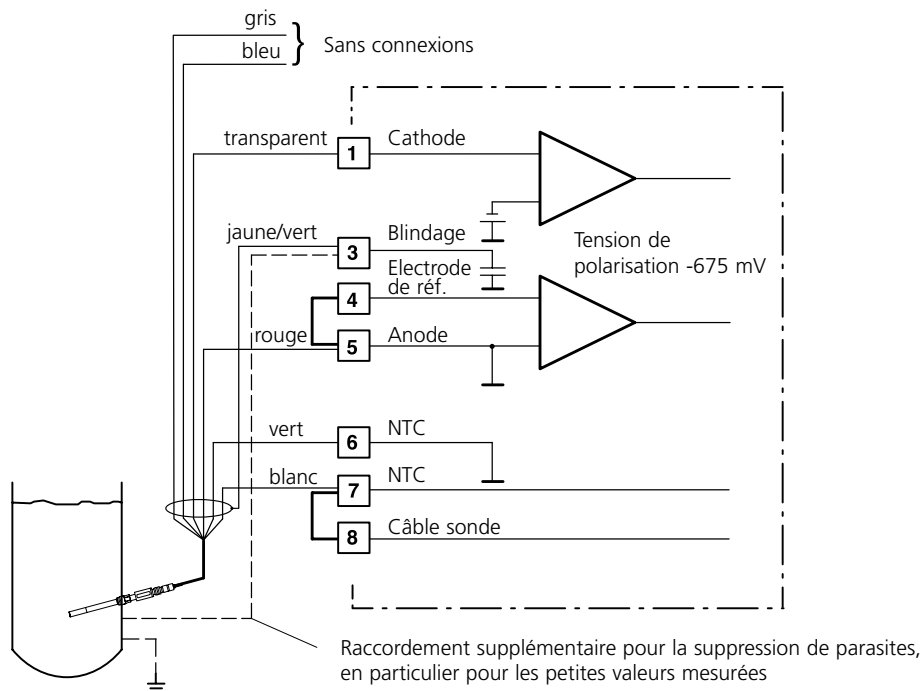 gris
bleu
Sans connexions
transparent
1
Cathode
jaune/vert
3
Blindage
Tension de
polarisation -675 mV
Electrode
de réf.
4
rouge
5
Anode
vert
6
NTC
blanc
7
NTC
8
Câble sonde
Raccordement supplémentaire pour la suppression de parasites,
en particulier pour les petites valeurs mesurées